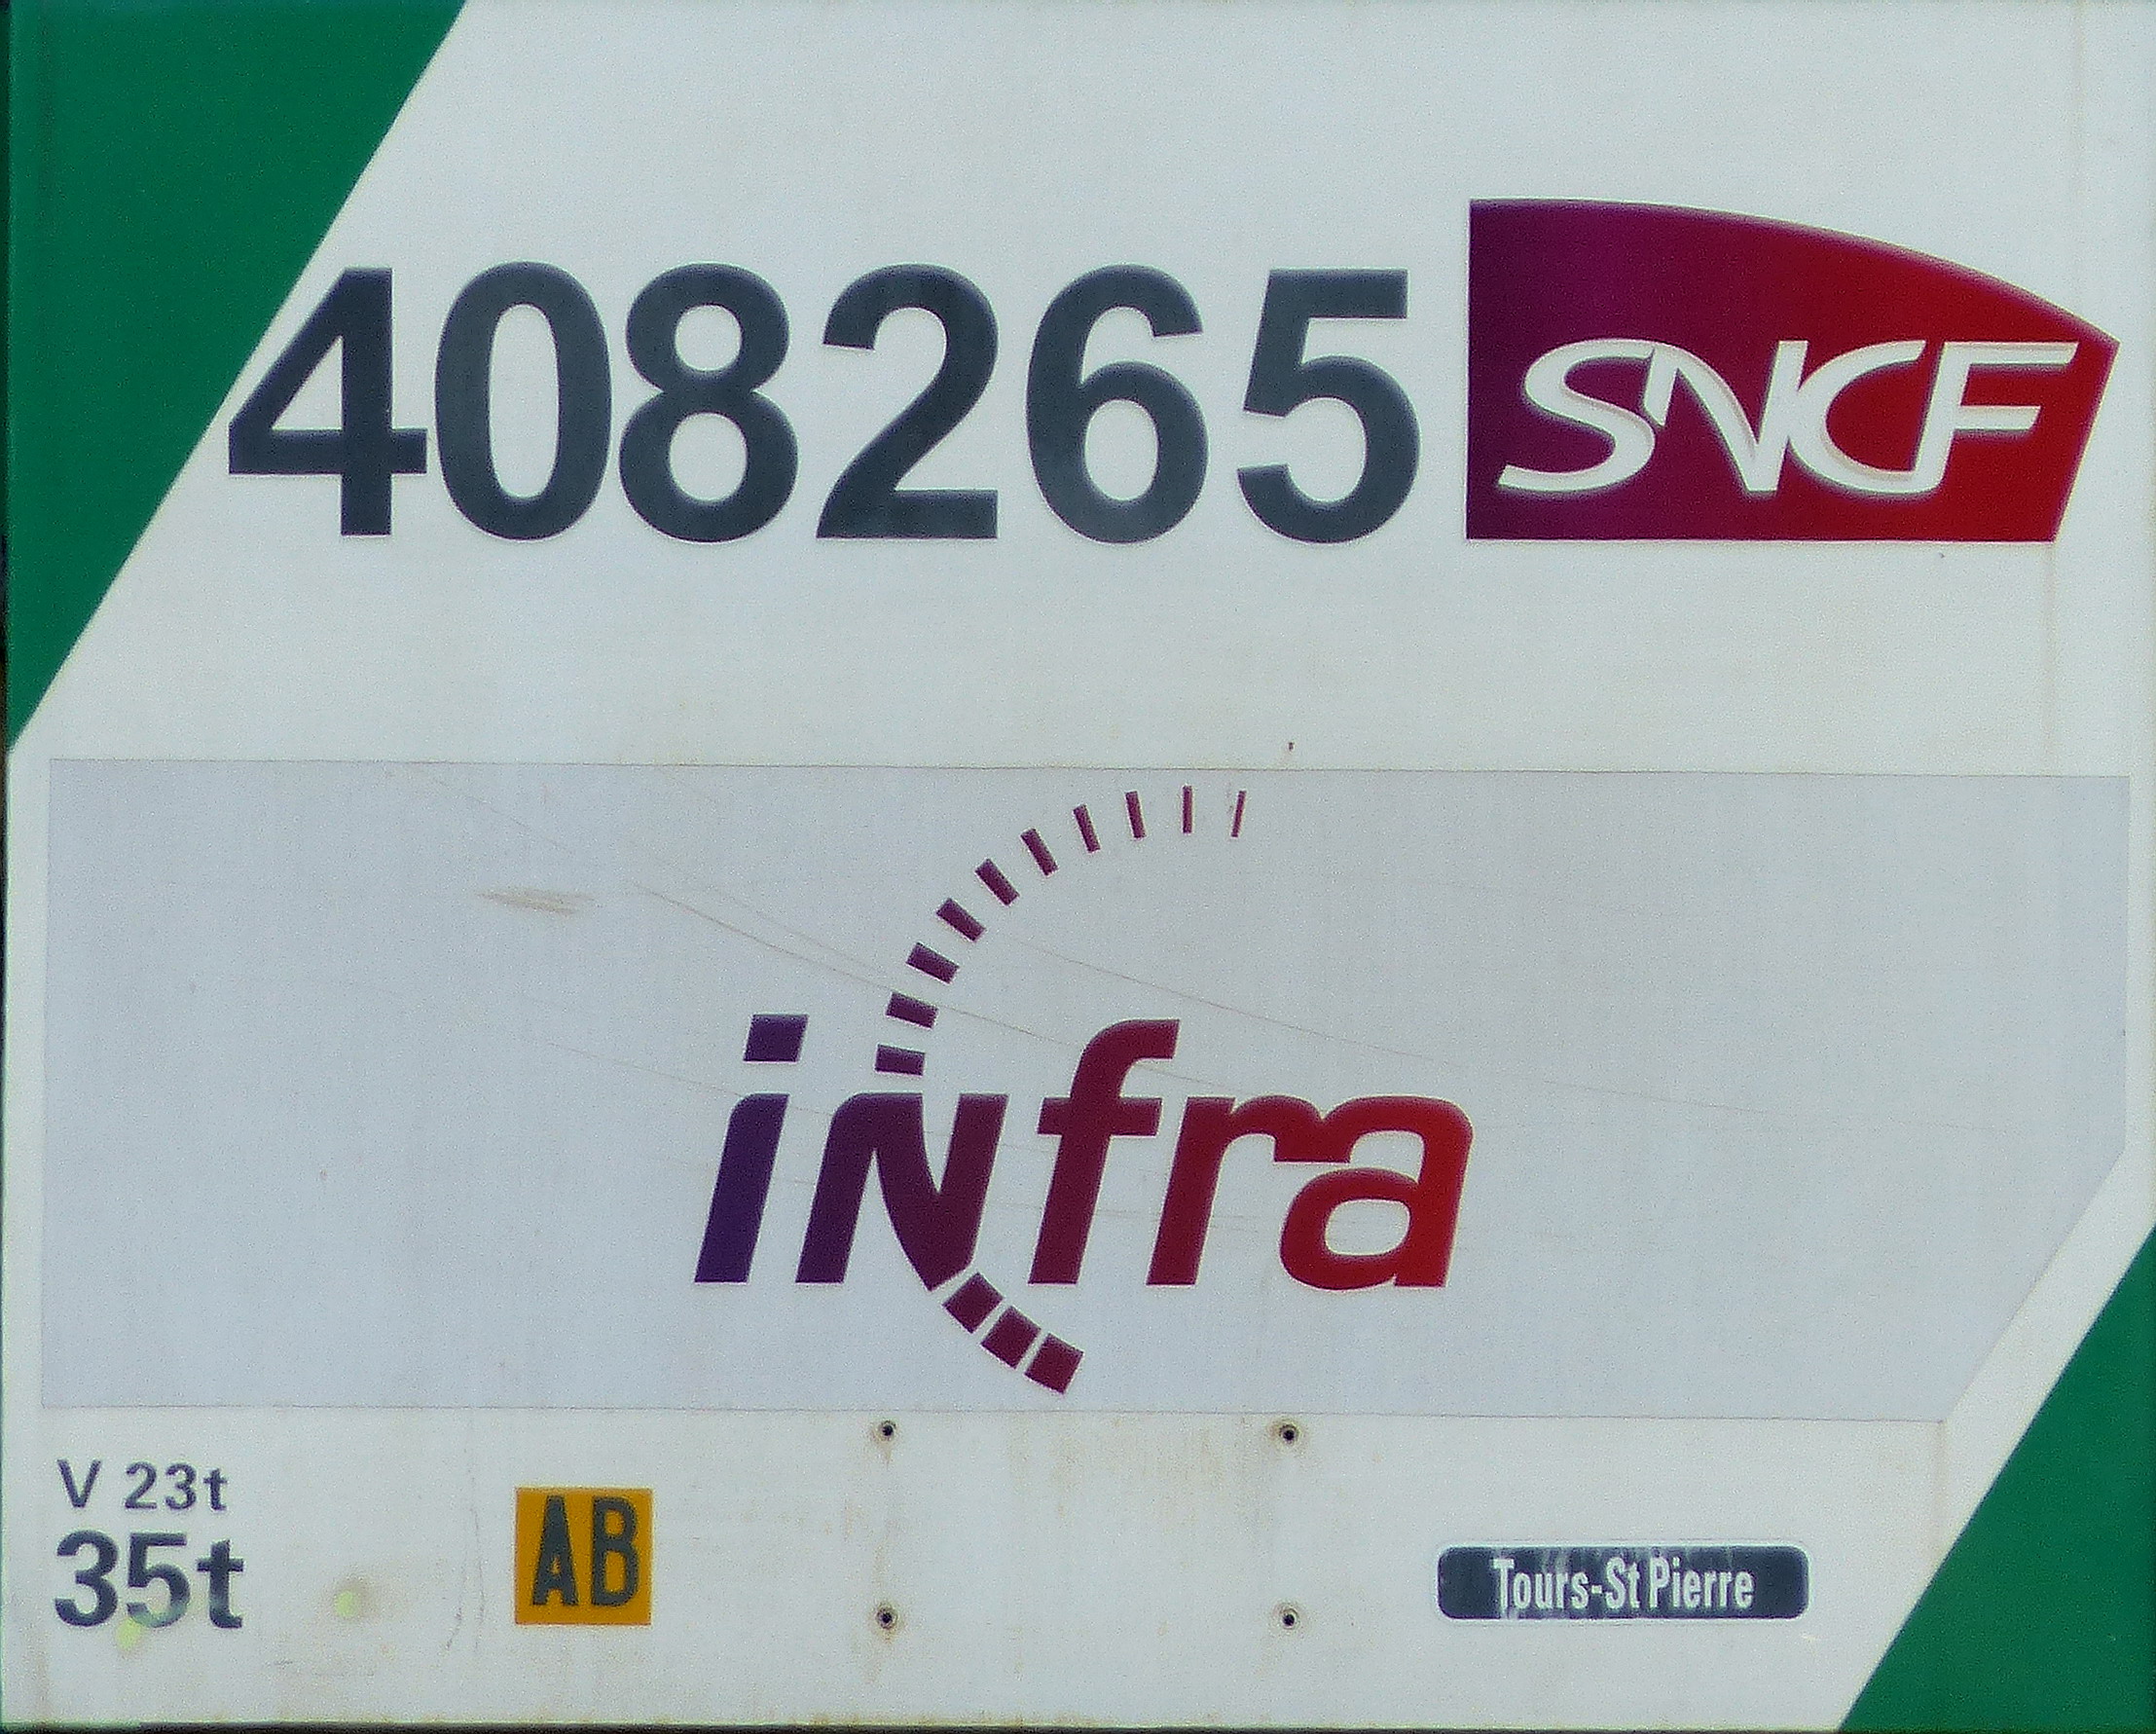 408265 SNCF
infra
V 23t
35t
AB
Tours-St Pierre